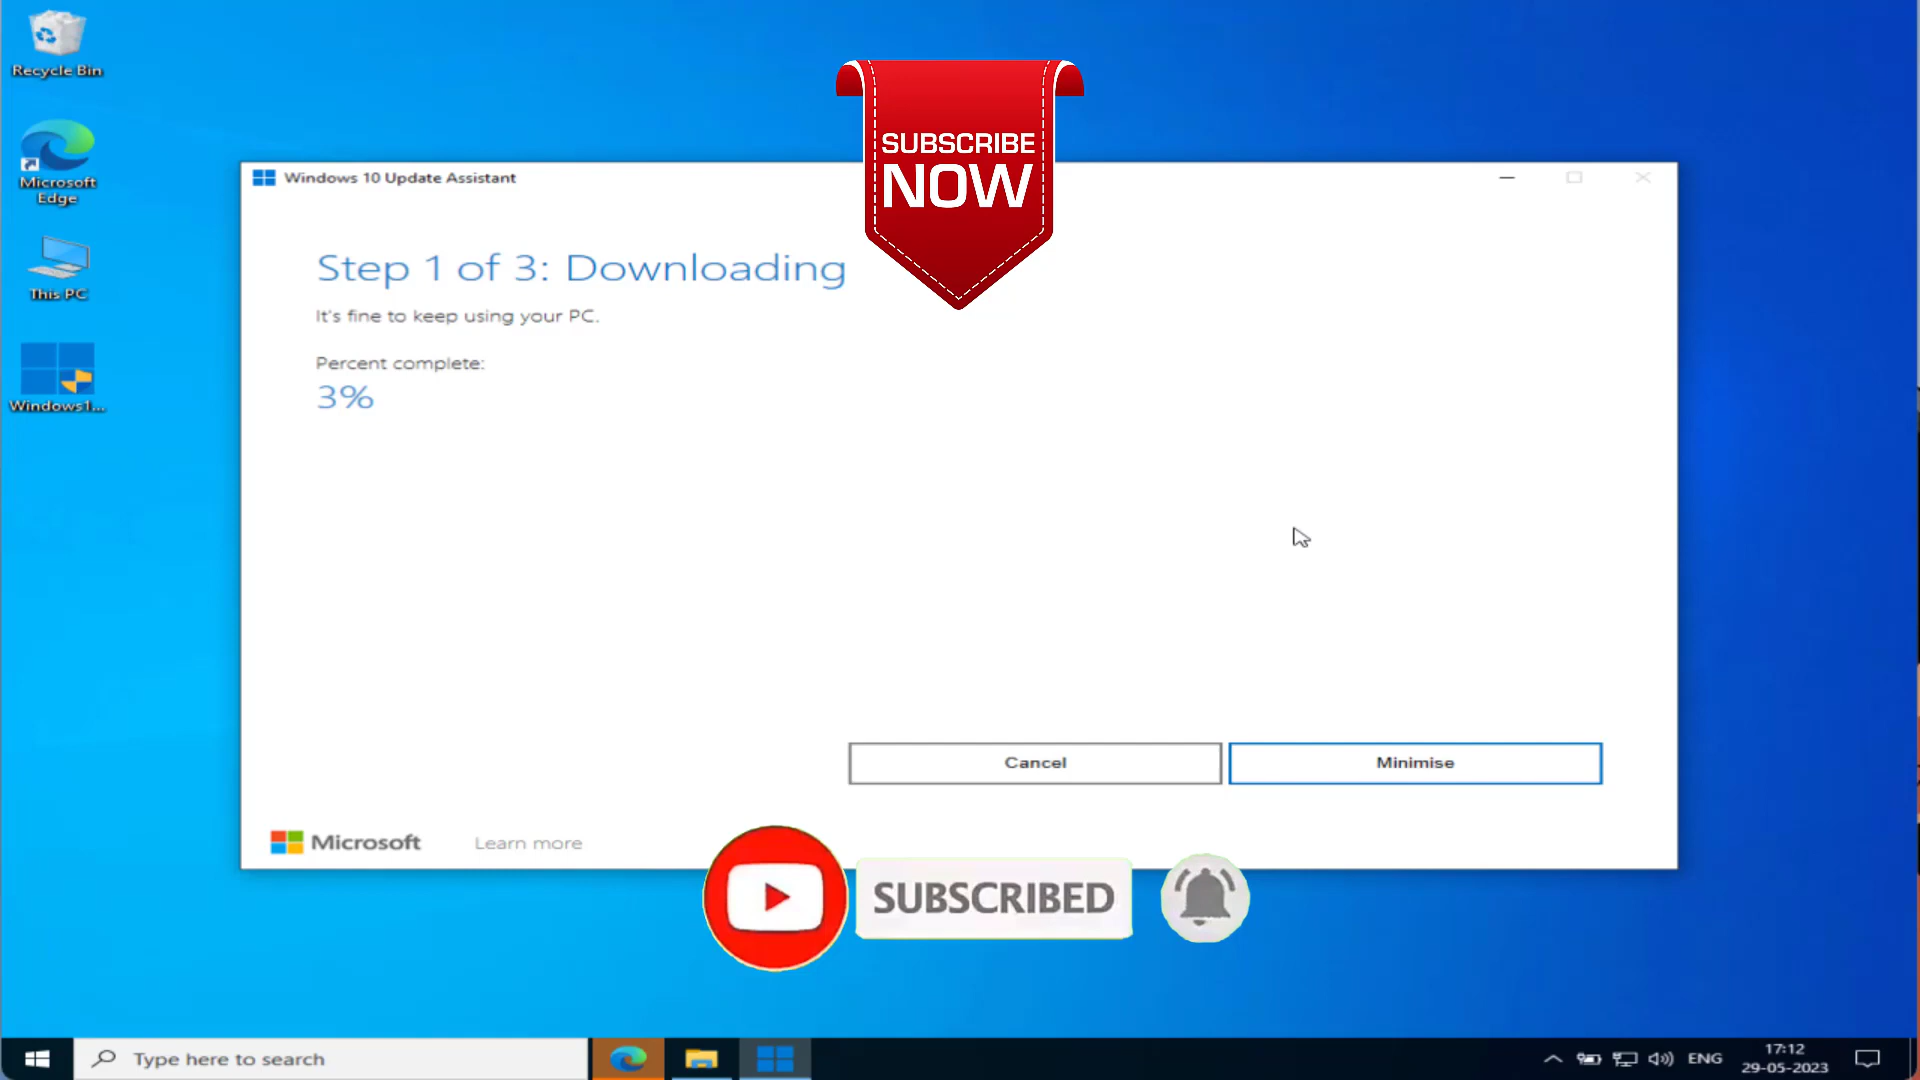 Recycle Bin
Microsoft
Edge
This PC
Windows1...
SUBSCRIBE
NOW
Windows 10 Update Assistant
Step 1 of 3: Downloading
It's fine to keep using your PC.
Percent complete:
3%
Cancel
Minimise
Microsoft
Learn more
SUBSCRIBED
Type here to search
ENG
17:12
29-05-2023